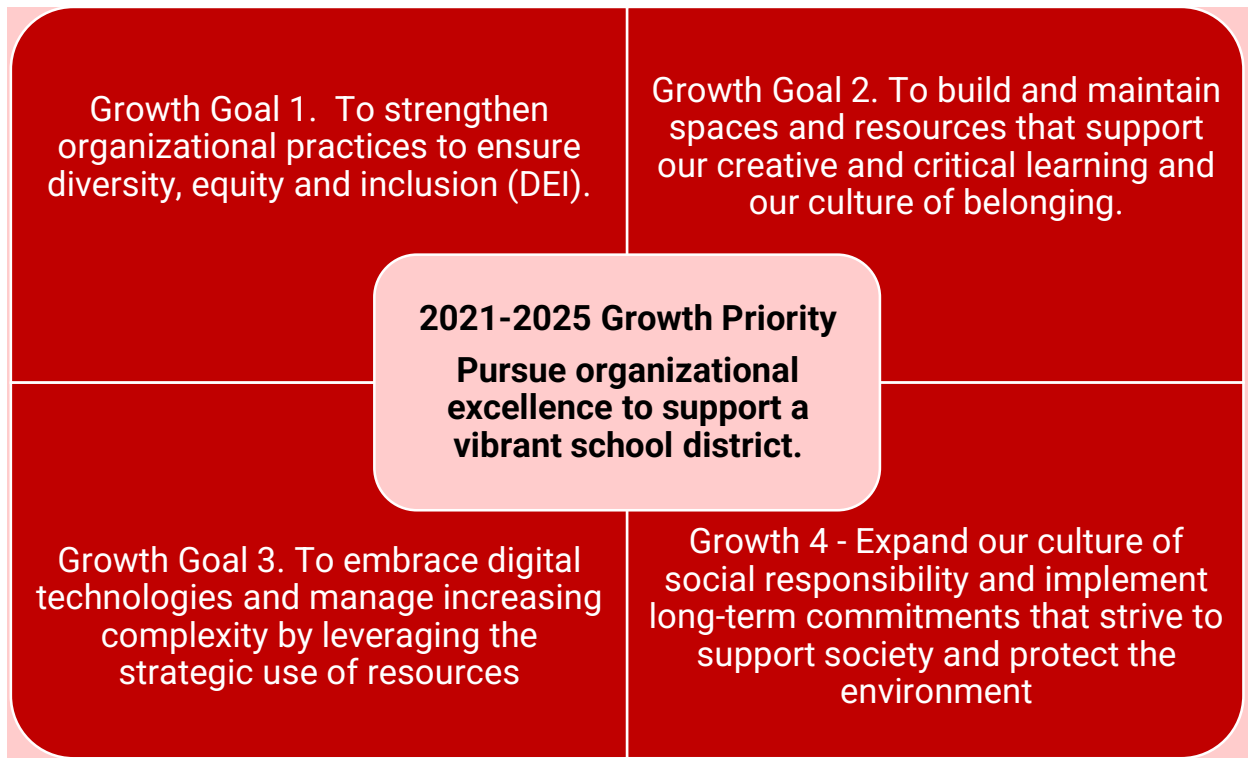 Growth Goal 1.  To strengthen
organizational practices to ensure
diversity, equity and inclusion (DEI).
Growth Goal 2. To build and maintain
spaces and resources that support
our creative and critical learning and
our culture of belonging.
2021-2025 Growth Priority
Pursue organizational
excellence to support a
vibrant school district.
Growth Goal 3. To embrace digital
technologies and manage increasing
complexity by leveraging the
strategic use of resources
Growth 4 - Expand our culture of
social responsibility and implement
long-term commitments that strive to
support society and protect the
environment